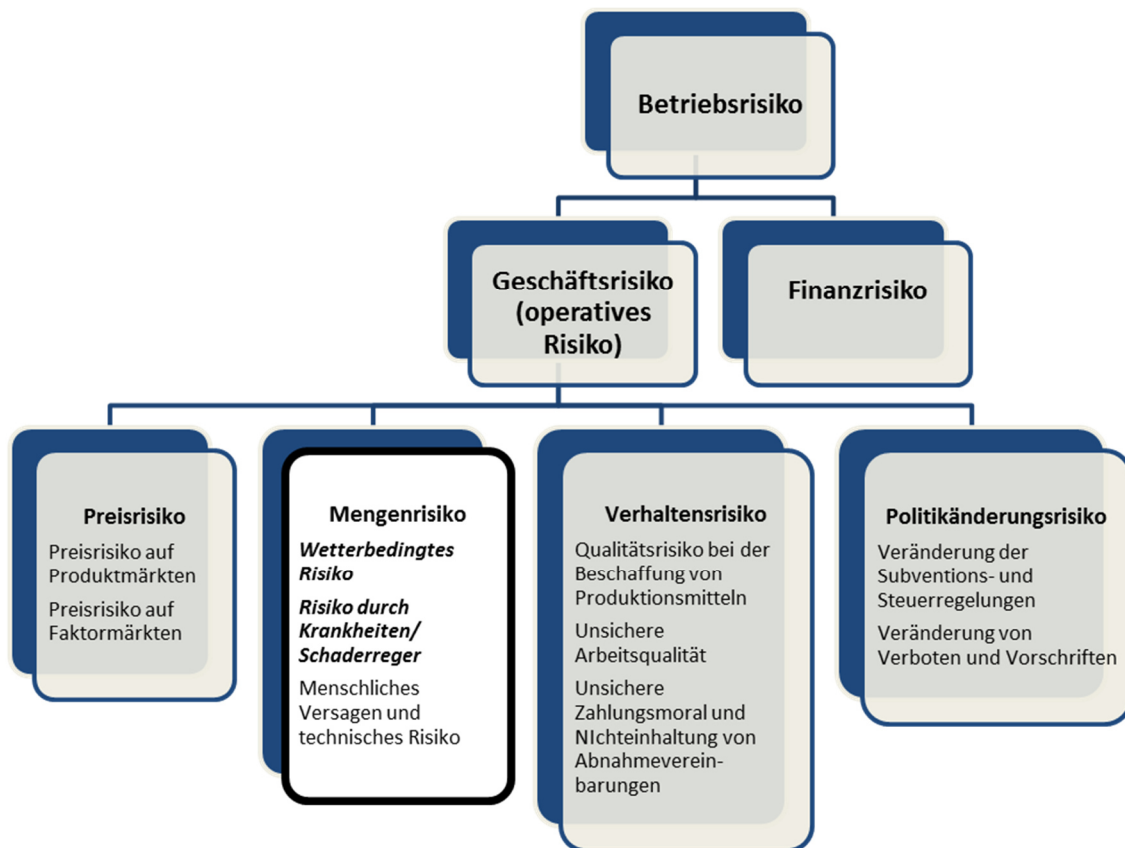 Betriebsrisiko
Geschäftsrisiko
(operatives
Risiko)
Finanzrisiko
Preisrisiko
Preisrisiko auf
Produktmärkten
Preisrisiko auf
Faktormärkten
Mengenrisiko
Wetterbedingtes
Risiko
Risiko durch
Krankheiten/
Schaderreger
Menschliches
Versagen und
technisches Risiko
Verhaltensrisiko
Qualitätsrisiko bei der
Beschaffung von
Produktionsmitteln
Unsichere
Arbeitsqualität
Unsichere
Zahlungsmoral und
NIchteinhaltung von
Abnahmeverein-
barungen
Politikänderungsrisiko
Veränderung der
Subventions- und
Steuerregelungen
Veränderung von
Verboten und Vorschriften